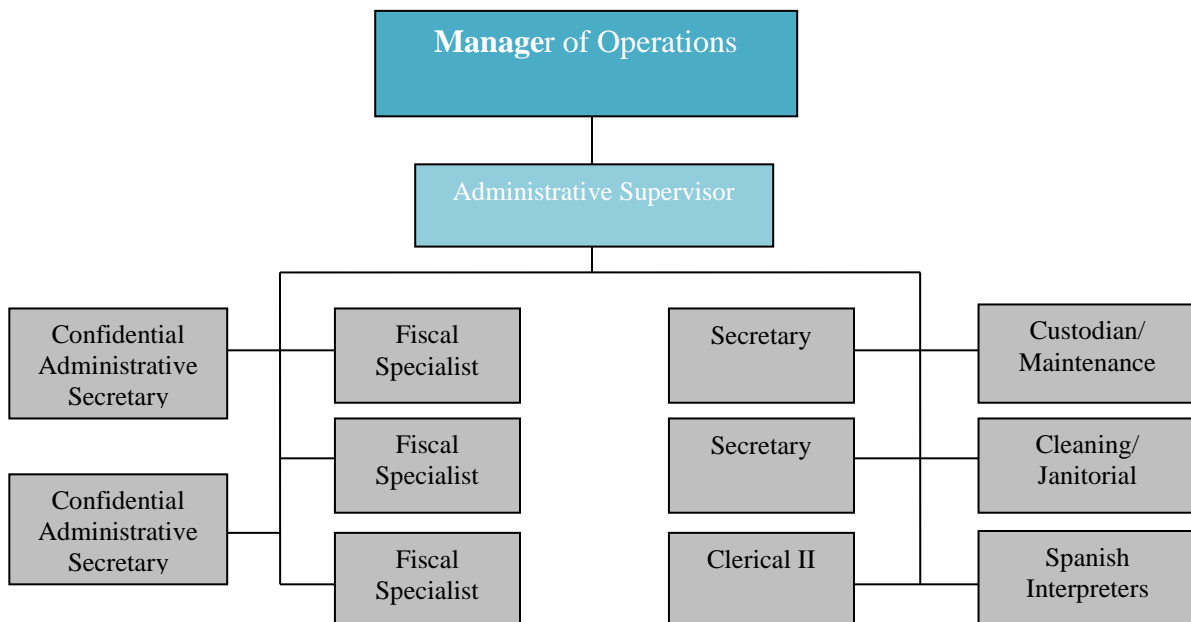 Manager of Operations
Administrative Supervisor
Confidential
Administrative
Secretary
Fiscal
Specialist
Secretary
Custodian/
Maintenance
Confidential
Administrative
Secretary
Fiscal
Specialist
Secretary
Cleaning/
Janitorial
Fiscal
Specialist
Clerical II
Spanish
Interpreters